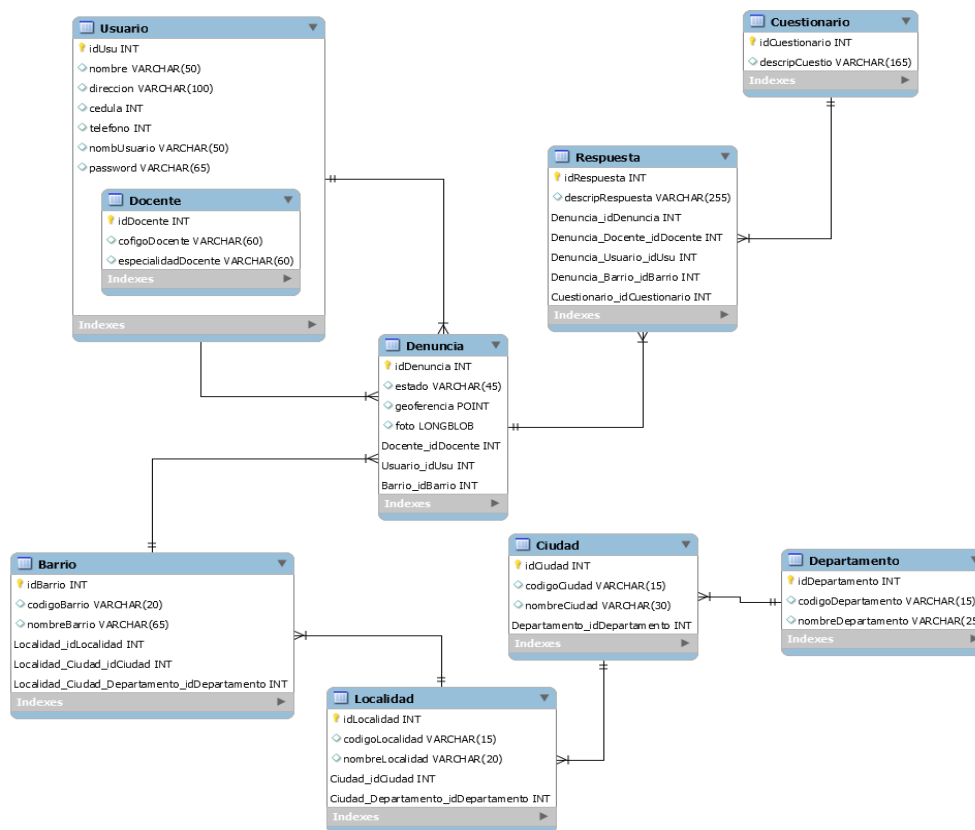 Usuario
idUsu INT
nombre VARCHAR(50)
direccion VARCHAR(100)
cedula INT
telefono INT
nombUsuario VARCHAR(50)
password VARCHAR(65)
Docente
idDocente INT
cofigoDocente VARCHAR(60)
especialidadDocente VARCHAR(60)
Indexes
Indexes
Cuestionario
idCuestionario INT
descripCuestio VARCHAR(165)
Indexes
Respuesta
idRespuesta INT
descripRespuesta VARCHAR(255)
Denuncia_idDenuncia INT
Denuncia_Docente_idDocente INT
Denuncia_Usuario_idUsu INT
Denuncia_Barrio_idBarrio INT
Cuestionario_idCuestionario INT
Indexes
Denuncia
idDenuncia INT
estado VARCHAR(45)
geoferencia POINT
foto LONGBLOB
Docente_idDocente INT
Usuario_idUsu INT
Barrio_idBarrio INT
Indexes
Barrio
idBarrio INT
codigoBarrio VARCHAR(20)
nombreBarrio VARCHAR(65)
Localidad_idLocalidad INT
Localidad_Ciudad_idCiudad INT
Localidad_Ciudad_Departamento_idDepartamento INT
Indexes
Ciudad
idCiudad INT
codigoCiudad VARCHAR(15)
nombreCiudad VARCHAR(30)
Departamento_idDepartamento INT
Indexes
Departamento
idDepartamento INT
codigoDepartamento VARCHAR(15)
nombreDepartamento VARCHAR(25
Indexes
Localidad
idLocalidad INT
codigoLocalidad VARCHAR(15)
nombreLocalidad VARCHAR(20)
Ciudad_idCiudad INT
Ciudad_Departamento_idDepartamento INT
Indexes